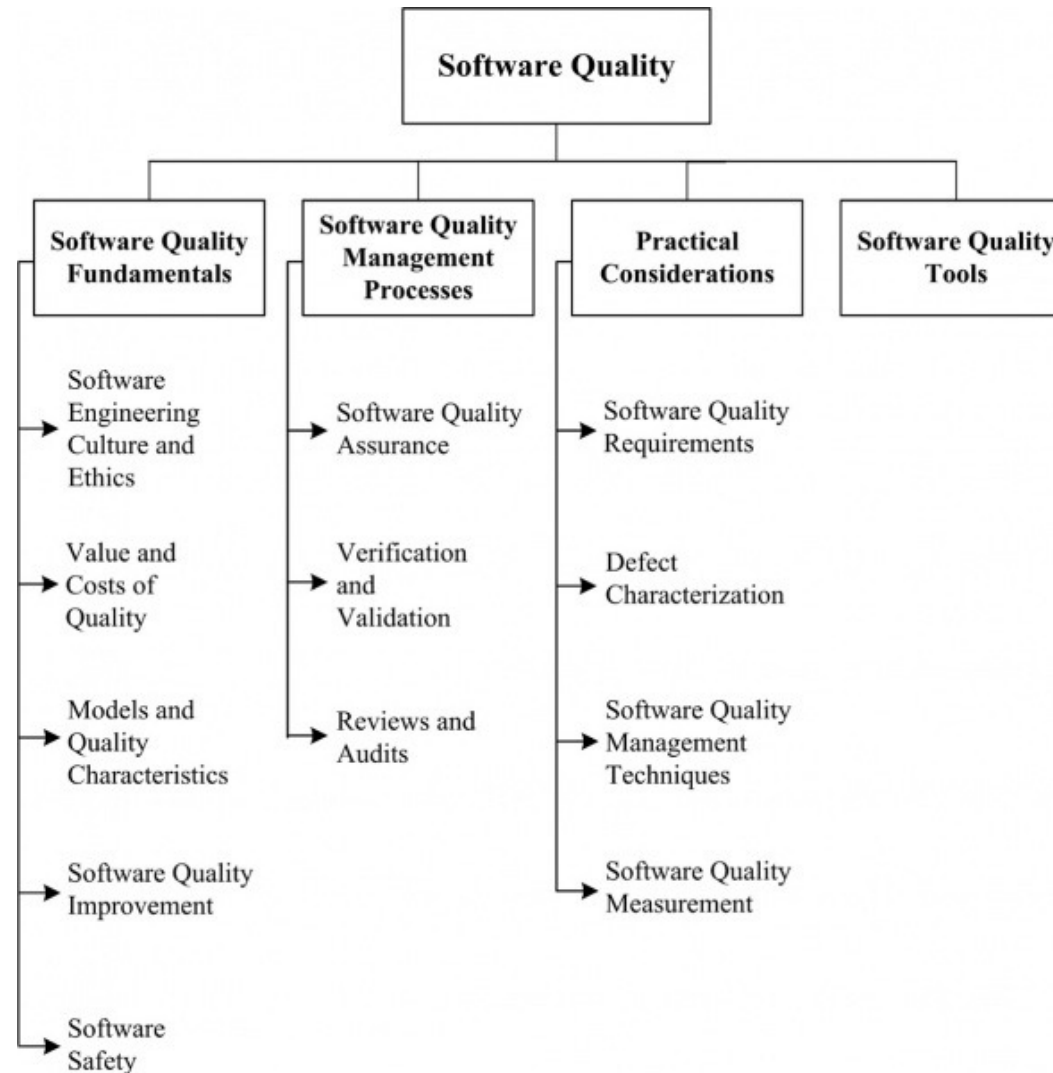 Software Quality
Software Quality
Fundamentals
Software Quality
Management
Processes
Practical
Considerations
Software Quality
Tools
Software
Engineering
Culture and
Ethics
Value and
Costs of
Quality
Models and
Quality
Characteristics
Software Quality
Improvement
Software
Safety
Software Quality
Assurance
Verification
and
Validation
Reviews and
Audits
Software Quality
Requirements
Defect
Characterization
Software Quality
Management
Techniques
Software Quality
Measurement